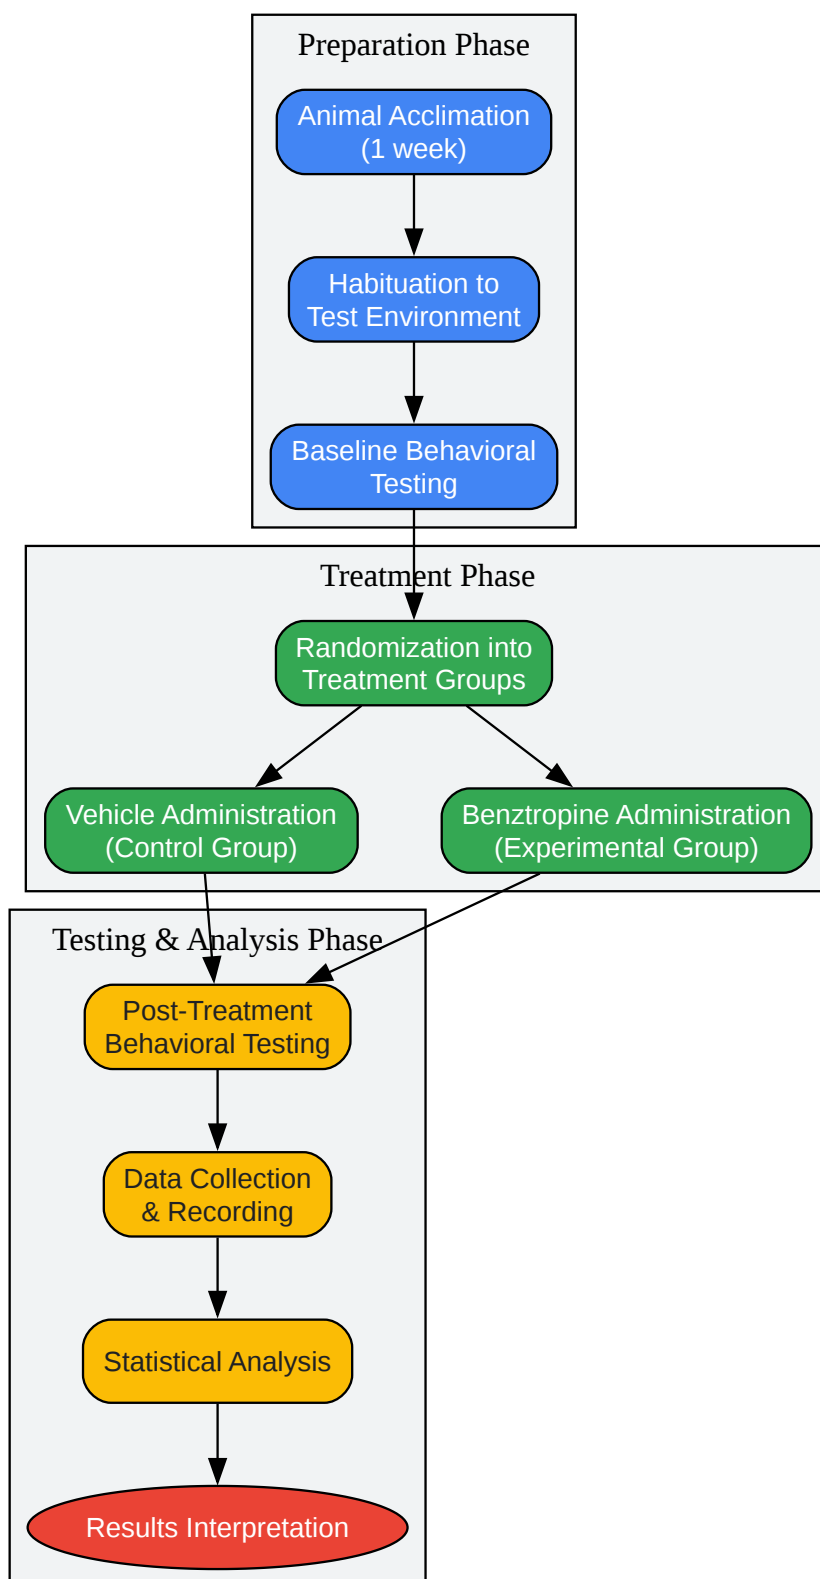 Preparation Phase
Animal Acclimation
(1 week)
Habituation to
Test Environment
Baseline Behavioral
Testing
Treatment Phase
Randomization into
Treatment Groups
Vehicle Administration
(Control Group)
Benztropine Administration
(Experimental Group)
Testing & Analysis Phase
Post-Treatment
Behavioral Testing
Data Collection
& Recording
Statistical Analysis
Results Interpretation